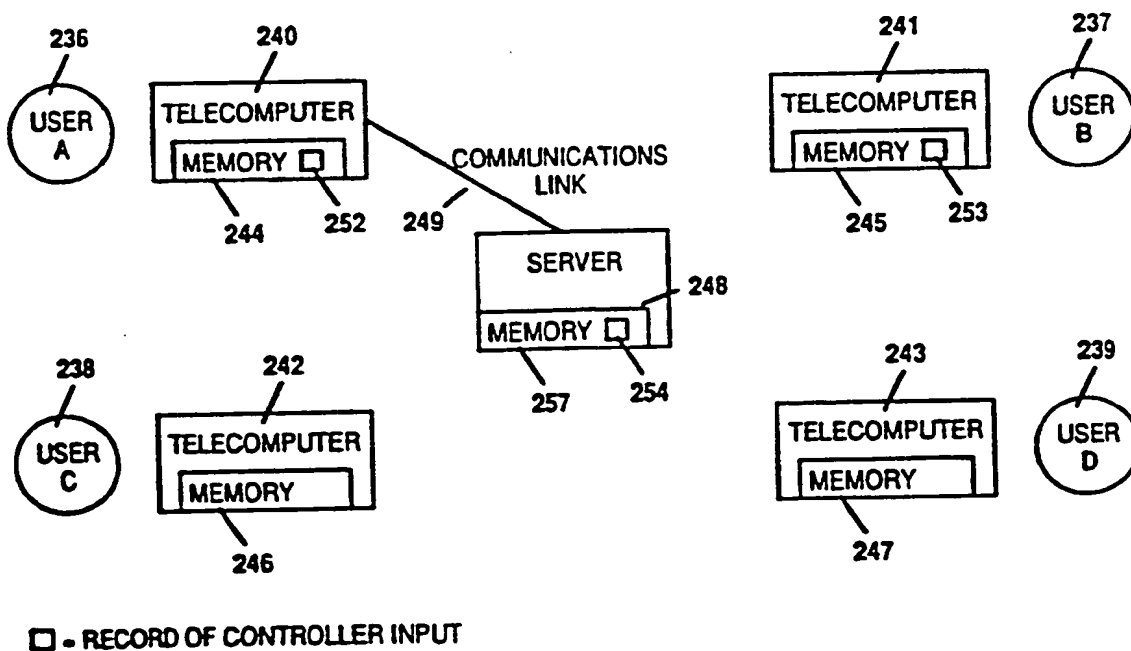 236
240
241
237
USER
A
TELECOMPUTER
MEMORY
244
252
COMMUNICATIONS
LINK
249
TELECOMPUTER
MEMORY
245
253
USER
B
SERVER
248
MEMORY
257
254
238
242
243
239
USER
C
TELECOMPUTER
MEMORY
246
TELECOMPUTER
MEMORY
247
USER
D
- RECORD OF CONTROLLER INPUT